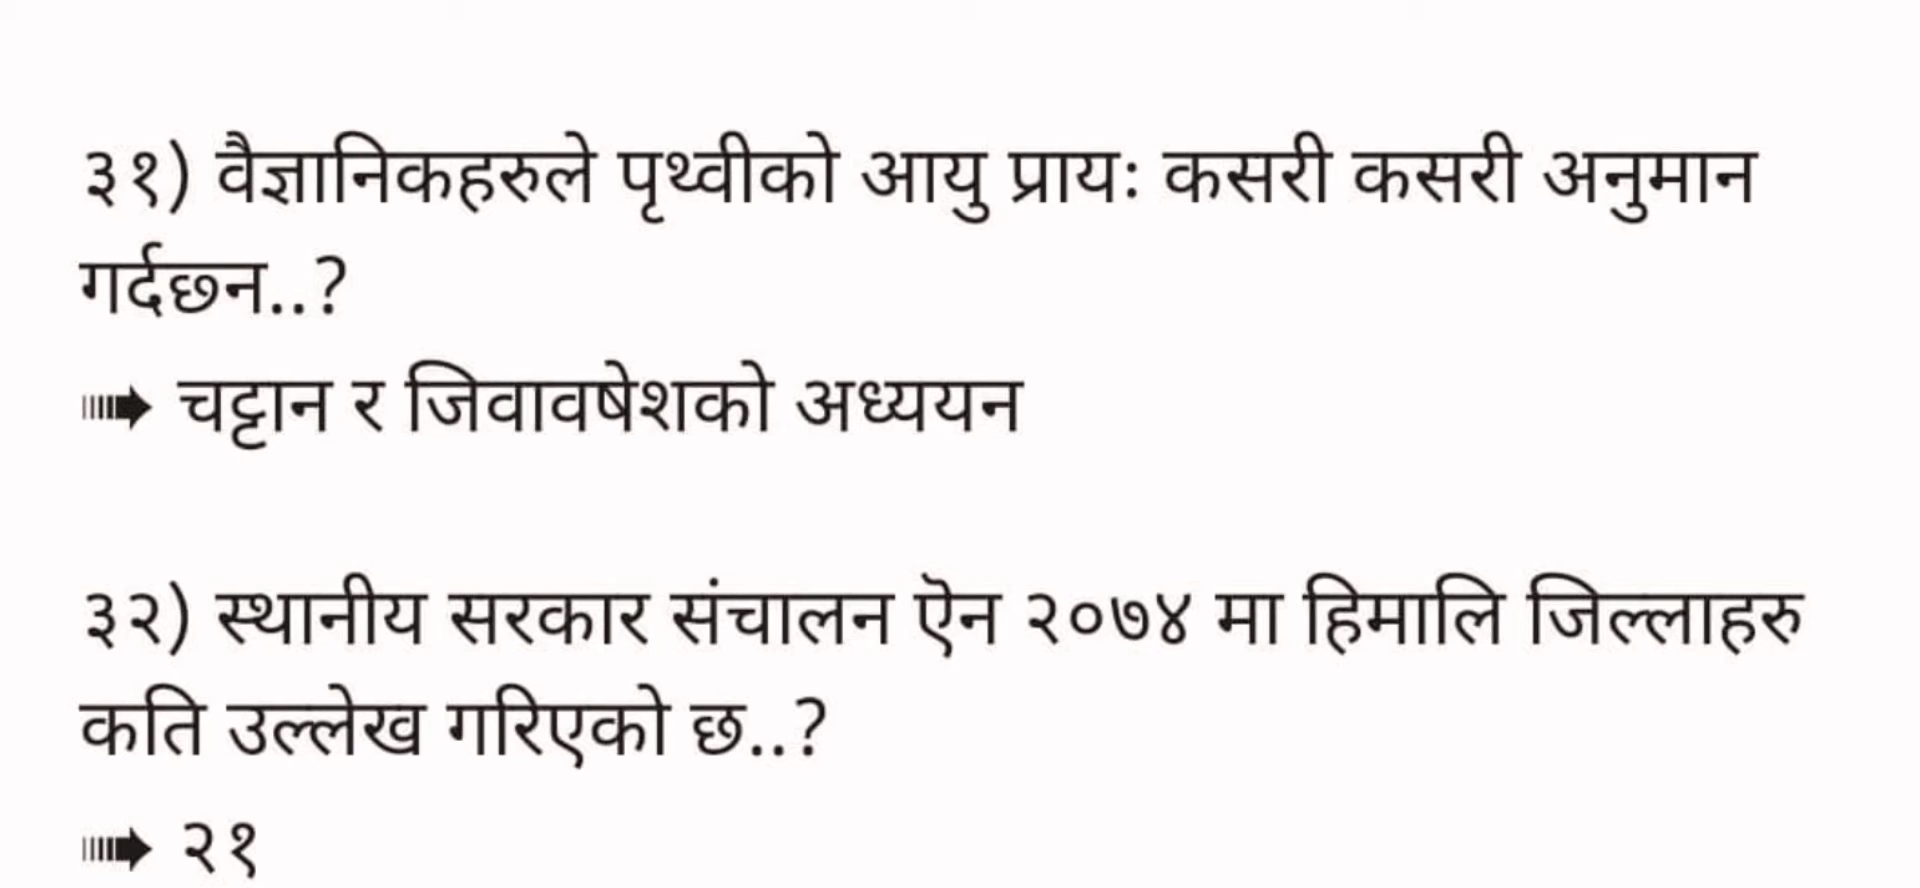 ३१) वैज्ञानिकहरुले पृथ्वीको आयु प्रायः कसरी कसरी अनुमान
गर्दछन..?
➠ चट्टान र जिवावषेशको अध्ययन
३२) स्थानीय सरकार संचालन ऐन २०७४ मा हिमालि जिल्लाहरु
कति उल्लेख गरिएको छ..?
➠ २१